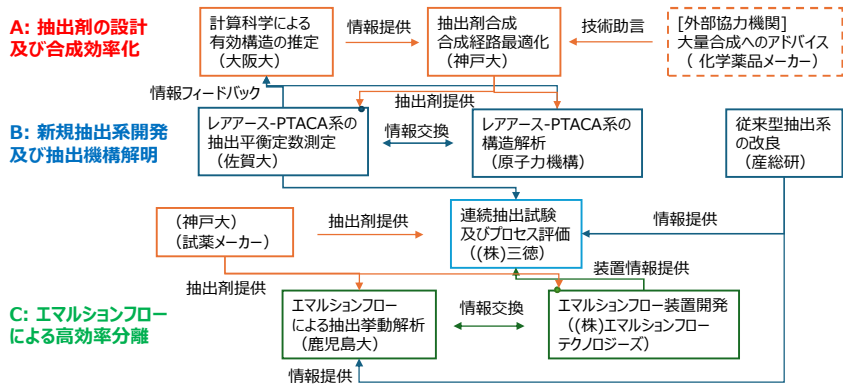 A: 抽出剤の設計
及び合成効率化
計算科学による
有効構造の推定
(大阪大)
情報提供
抽出剤合成
合成経路最適化
(神戸大)
技術助言
[外部協力機関]
大量合成へのアドバイス
( 化学薬品メーカー)
情報フィードバック
抽出剤提供
B: 新規抽出系開発
及び抽出機構解明
レアアース-PTACA系の
抽出平衡定数測定
(佐賀大)
情報交換
レアアース-PTACA系の
構造解析
(原子力機構)
従来型抽出系
の改良
(産総研)
(神戸大)
(試薬メーカー)
抽出剤提供
連続抽出試験
及びプロセス評価
((株)三徳)
情報提供
抽出剤提供
装置情報提供
C: エマルションフロー
による高効率分離
エマルションフロー
による抽出挙動解析
(鹿児島大)
情報交換
エマルションフロー装置開発
((株)エマルションフロー
テクノロジーズ)
情報提供